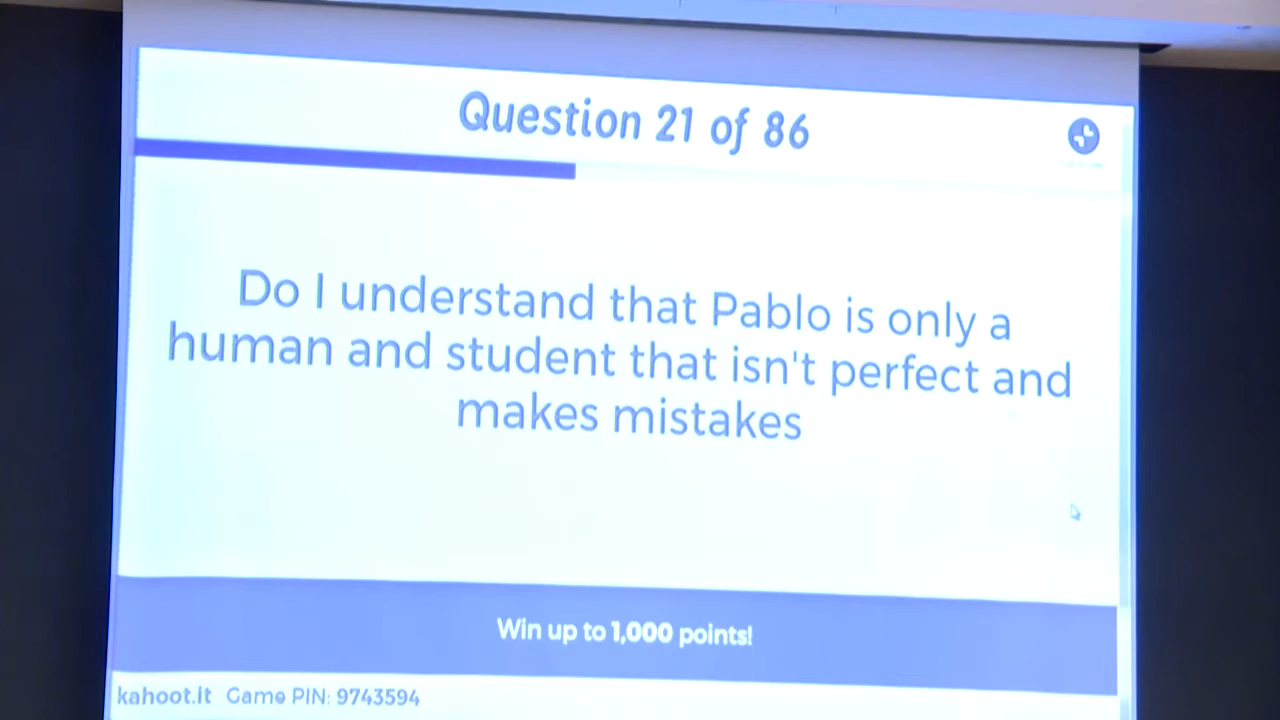 Question 21 of 86
Do I understand that Pablo is only a
human and student that isn't perfect and
makes mistakes
Win up to 1,000 points!
kahoot.it Game PIN: 9743594